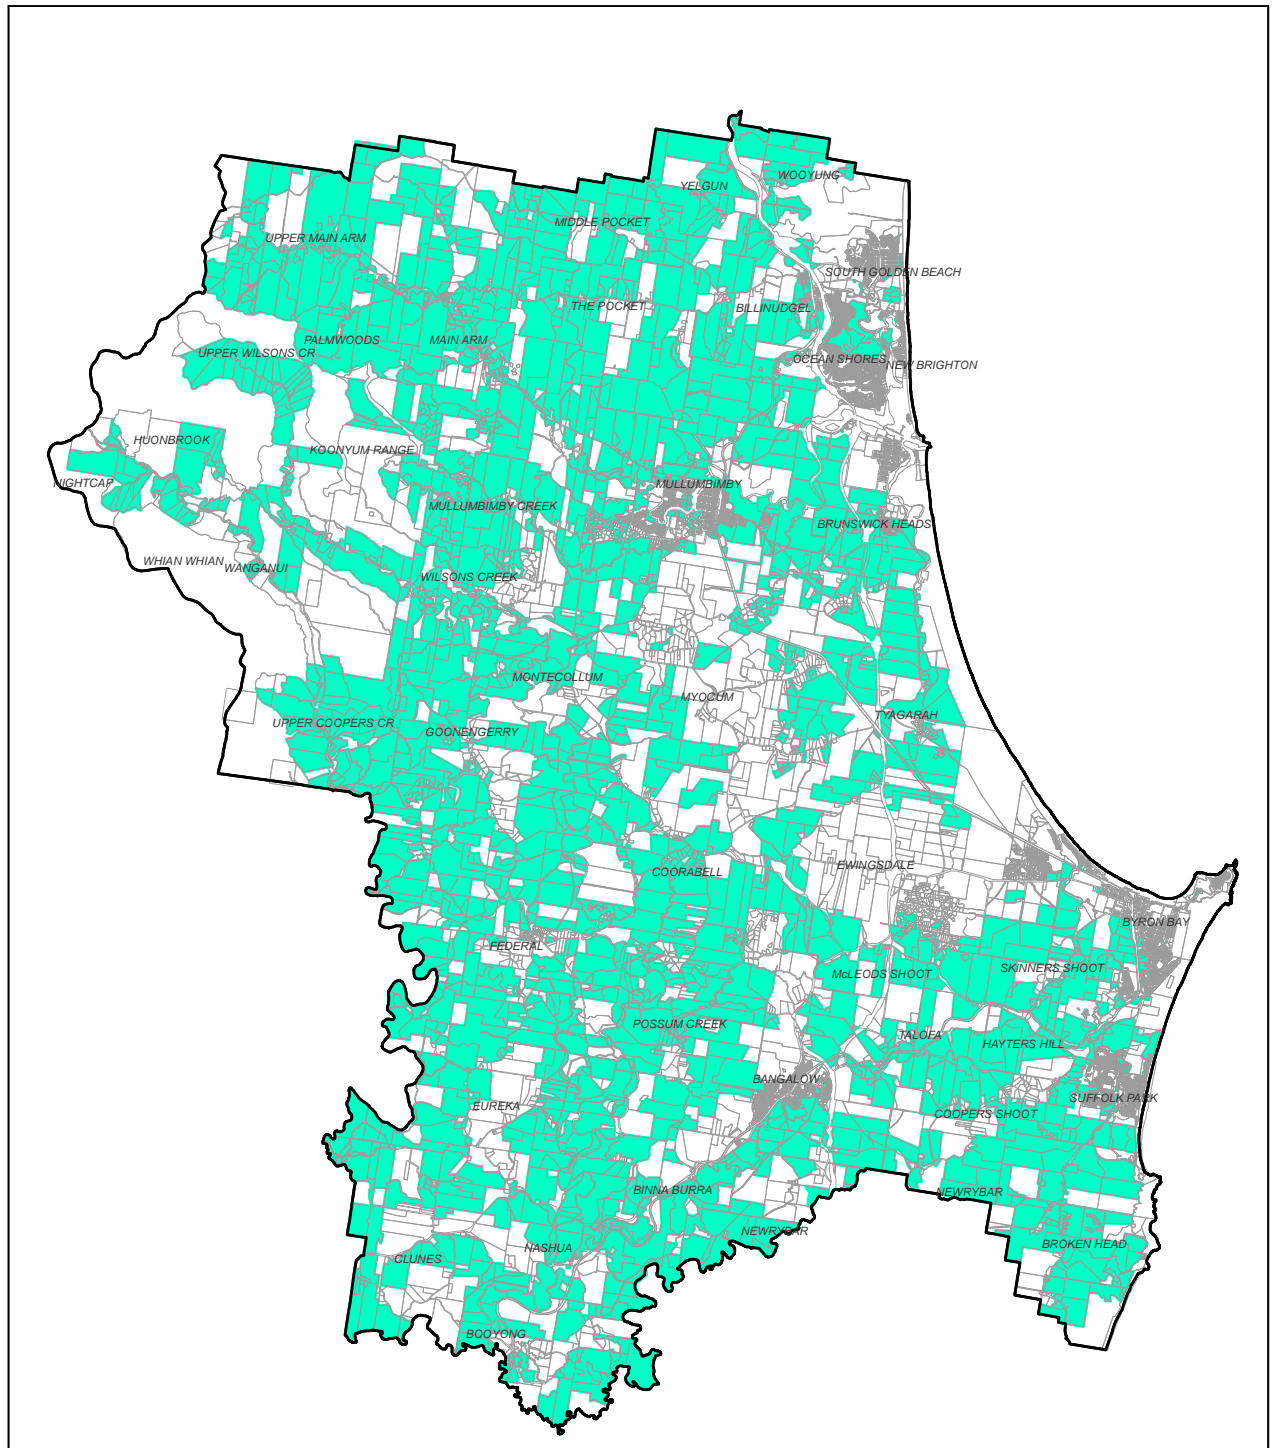 WOOYUNG
YELGUN
MIDDLE POCKET
UPPER MAIN ARM
SOUTH GOLDEN BEACH
THE POCKET
BILLINUDGEL
PALMWOODS
MAIN ARM
UPPER WILSONS CR
OCEAN SHORES
NEW BRIGHTON
HUONBROOK
KOONYUM RANGE
NIGHTCAP
MULLUMBIMBY
MULLUMBIMBY CREEK
BRUNSWICK HEADS
WHIAN WHIAN
WANGANUI
WILSONS CREEK
MONTECOLLUM
MYOCUM
TYAGARAH
UPPER COOPERS CR
GOONENGERRY
EWINGSDALE
COORABELL
BYRON BAY
FEDERAL
SKINNERS SHOOT
McLEODS SHOOT
POSSUM CREEK
TALOFA
HAYTERS HILL
BANGALOW
SUFFOLK PARK
EUREKA
COOPERS SHOOT
BINNA BURRA
NEWRYBAR
NEWRYBAR
BROKEN HEAD
NASHUA
CLUNES
BOOYONG